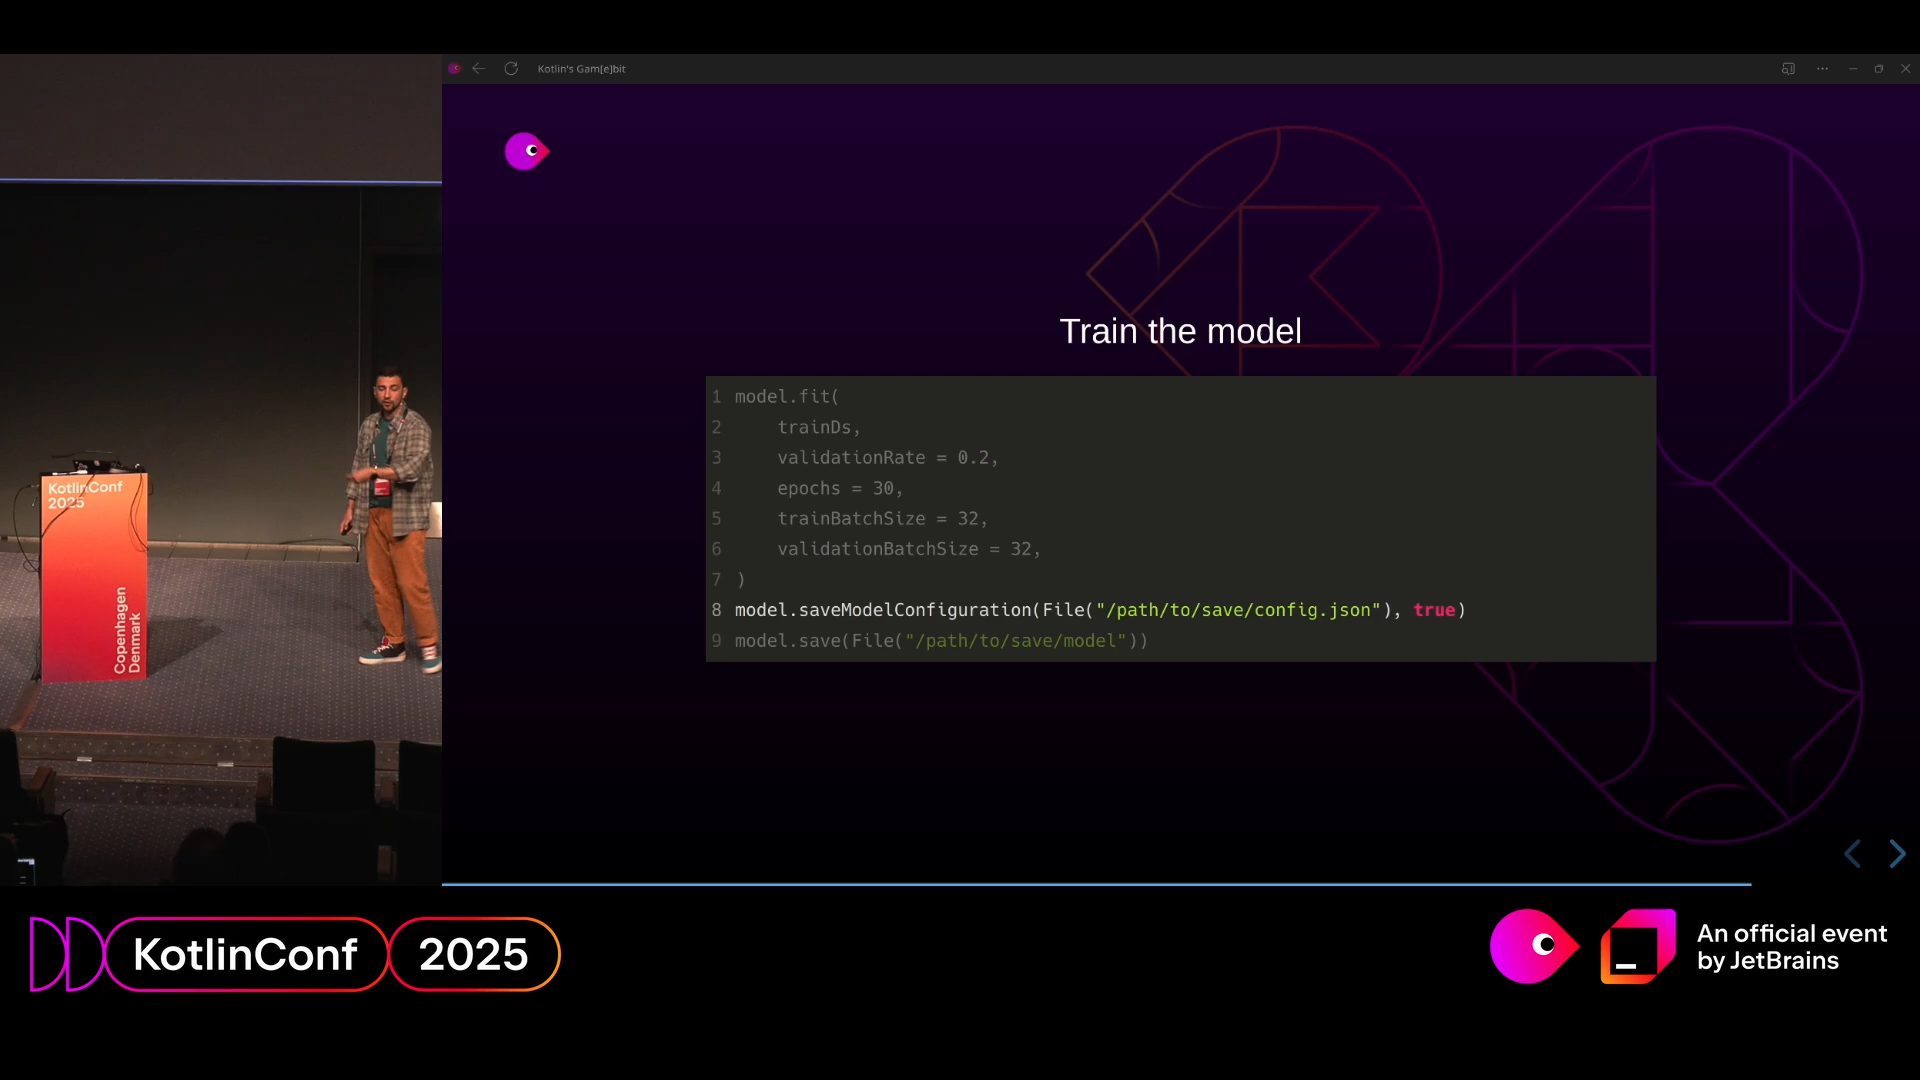 Kotlin's Gam[e]bit
Train the model
1 model.fit(
2     trainDs,
3     validationRate = 0.2,
4     epochs = 30,
5     trainBatchSize = 32,
6     validationBatchSize = 32,
7 )
8 model.saveModelConfiguration(File("/path/to/save/config.json"), true)
9 model.save(File("/path/to/save/model"))
KotlinConf
2025
Copenhagen
Denmark
KotlinConf 2025
An official event
by JetBrains